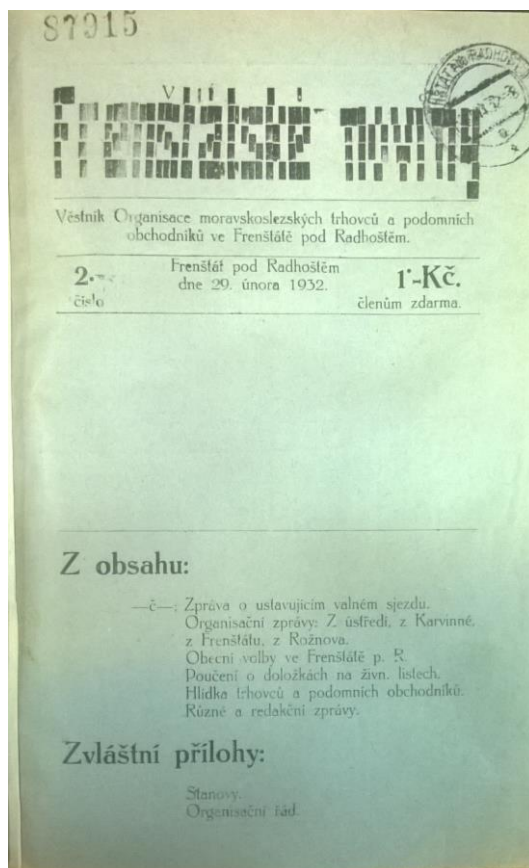 87915
Věstník Organisace moravskoslezských trhovců a podomních
obchodníků ve Frenštátě pod Radhoštěm.
2.
číslo
Frenštát pod Radhoštěm
dne 29. února 1932.
1·-Kč.
členům zdarma.
Z obsahu:
—č—: Zpráva o ustavujícím valném sjezdu.
Organisační zprávy: Z ústředí, z Karvinné,
z Frenštátu, z Rožnova.
Obecní volby ve Frenštátě p. R.
Poučení o doložkách na živn. listech.
Hlídka trhovců a podomních obchodníků.
Různé a redakční zprávy.
Zvláštní přílohy:
Stanovy.
Organisační řád.